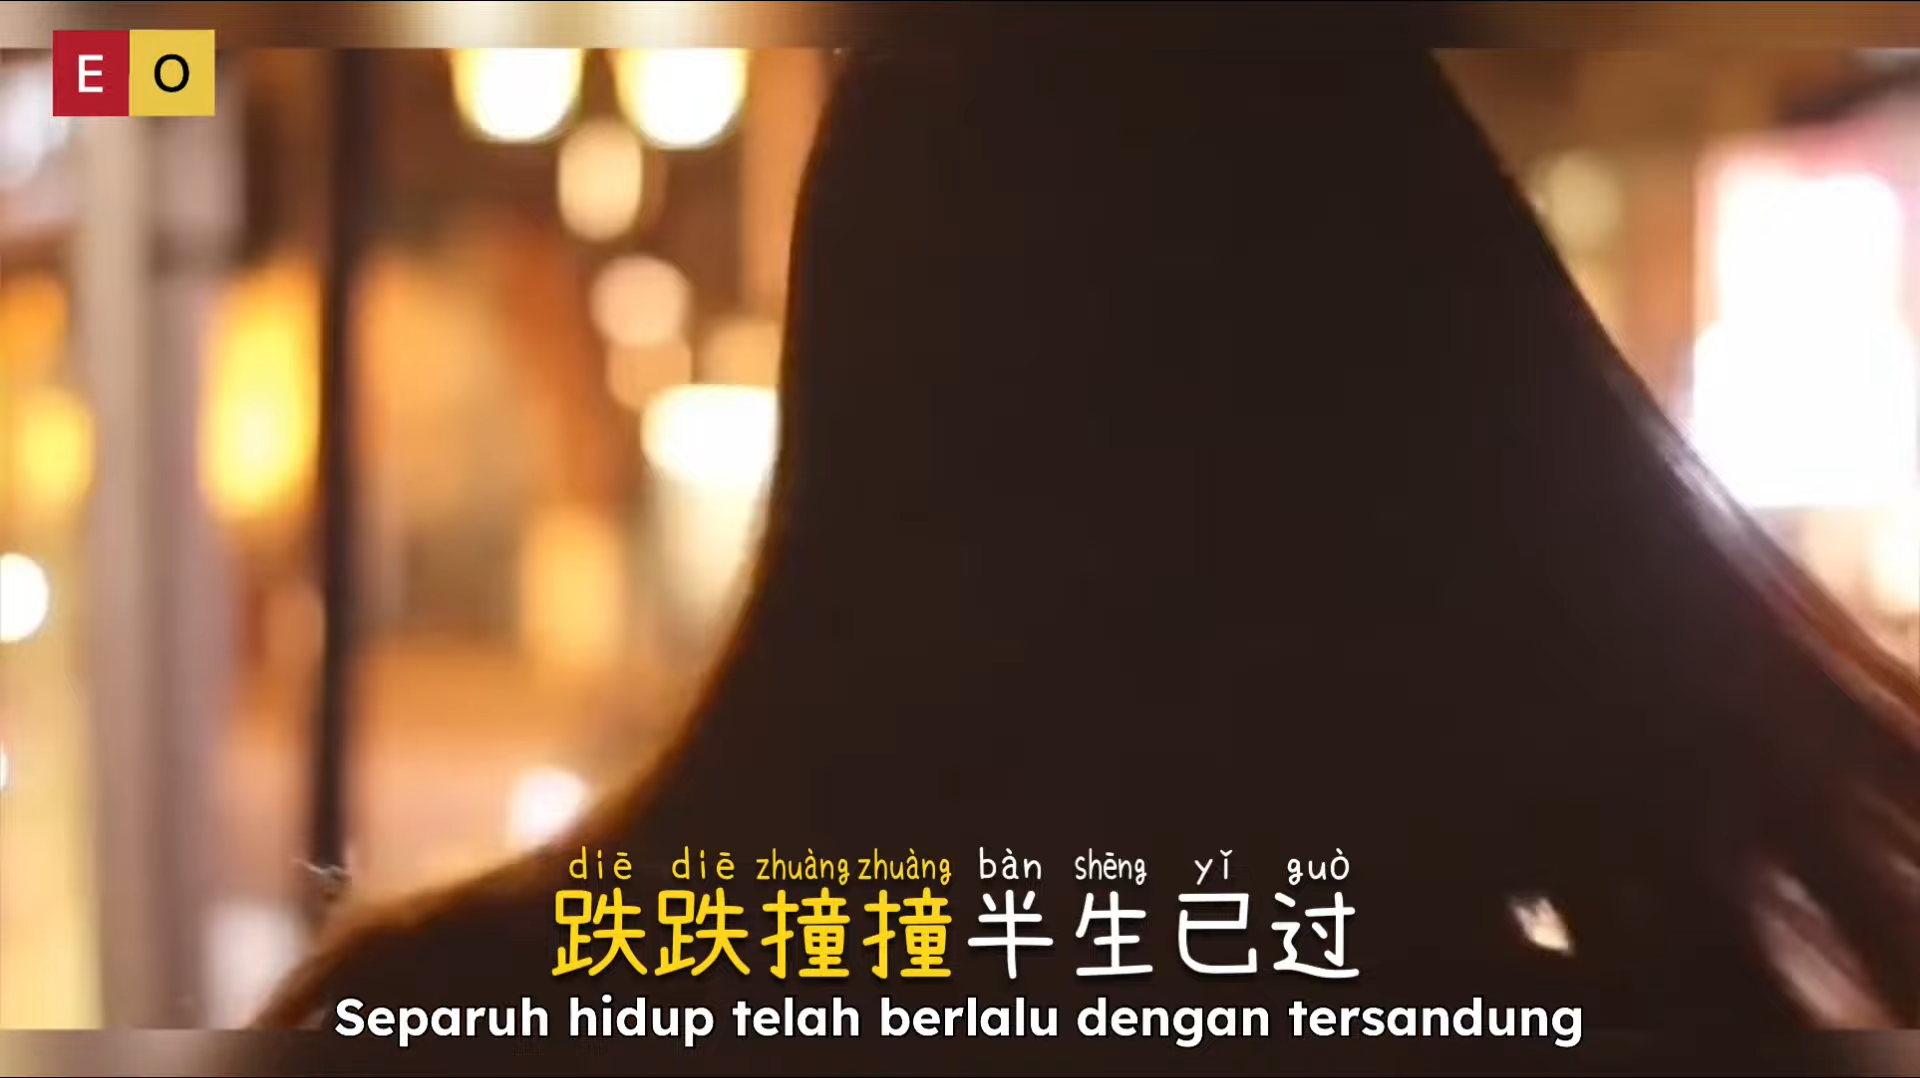 E O
diē diē zhuàng zhuàng bàn shēng yǐ guò
跌跌撞撞半生已过
Separuh hidup telah berlalu dengan tersandung